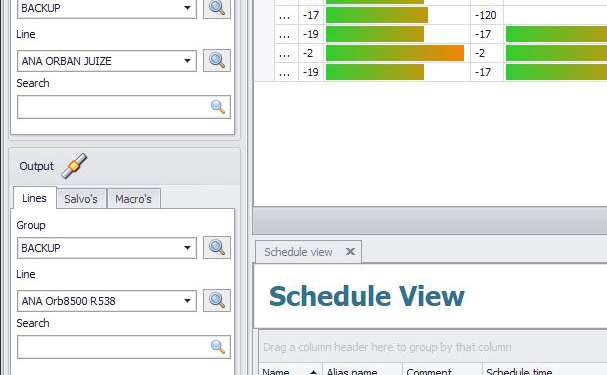 BACKUP
Line
ANA ORBAN JUIZE
Search
Output
Lines Salvo's Macro's
Group
BACKUP
Line
ANA Orb8500 R538
Search
... -17 -120
... -19 -17
... -2 -2
... -19 -17
Schedule view
Schedule View
Drag a column header here to group by that column
Name Alias name Comment Schedule time